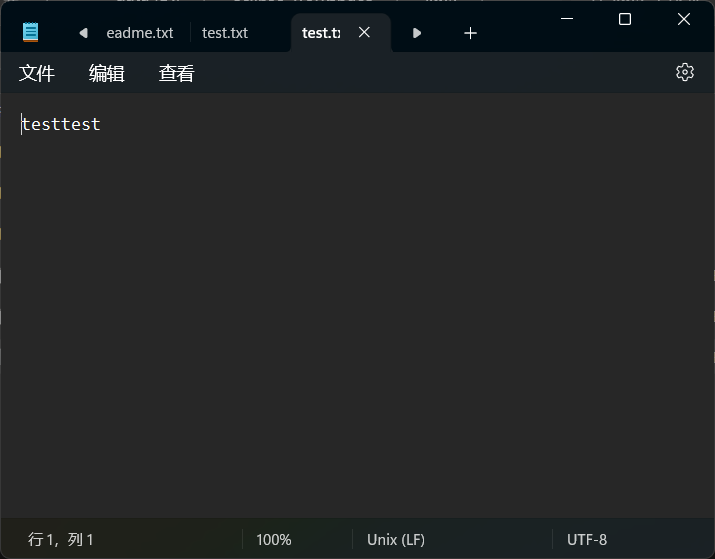 eadme.txt test.txt test.tx
文件 编辑 查看
testtest
行 1, 列 1 100% Unix (LF) UTF-8